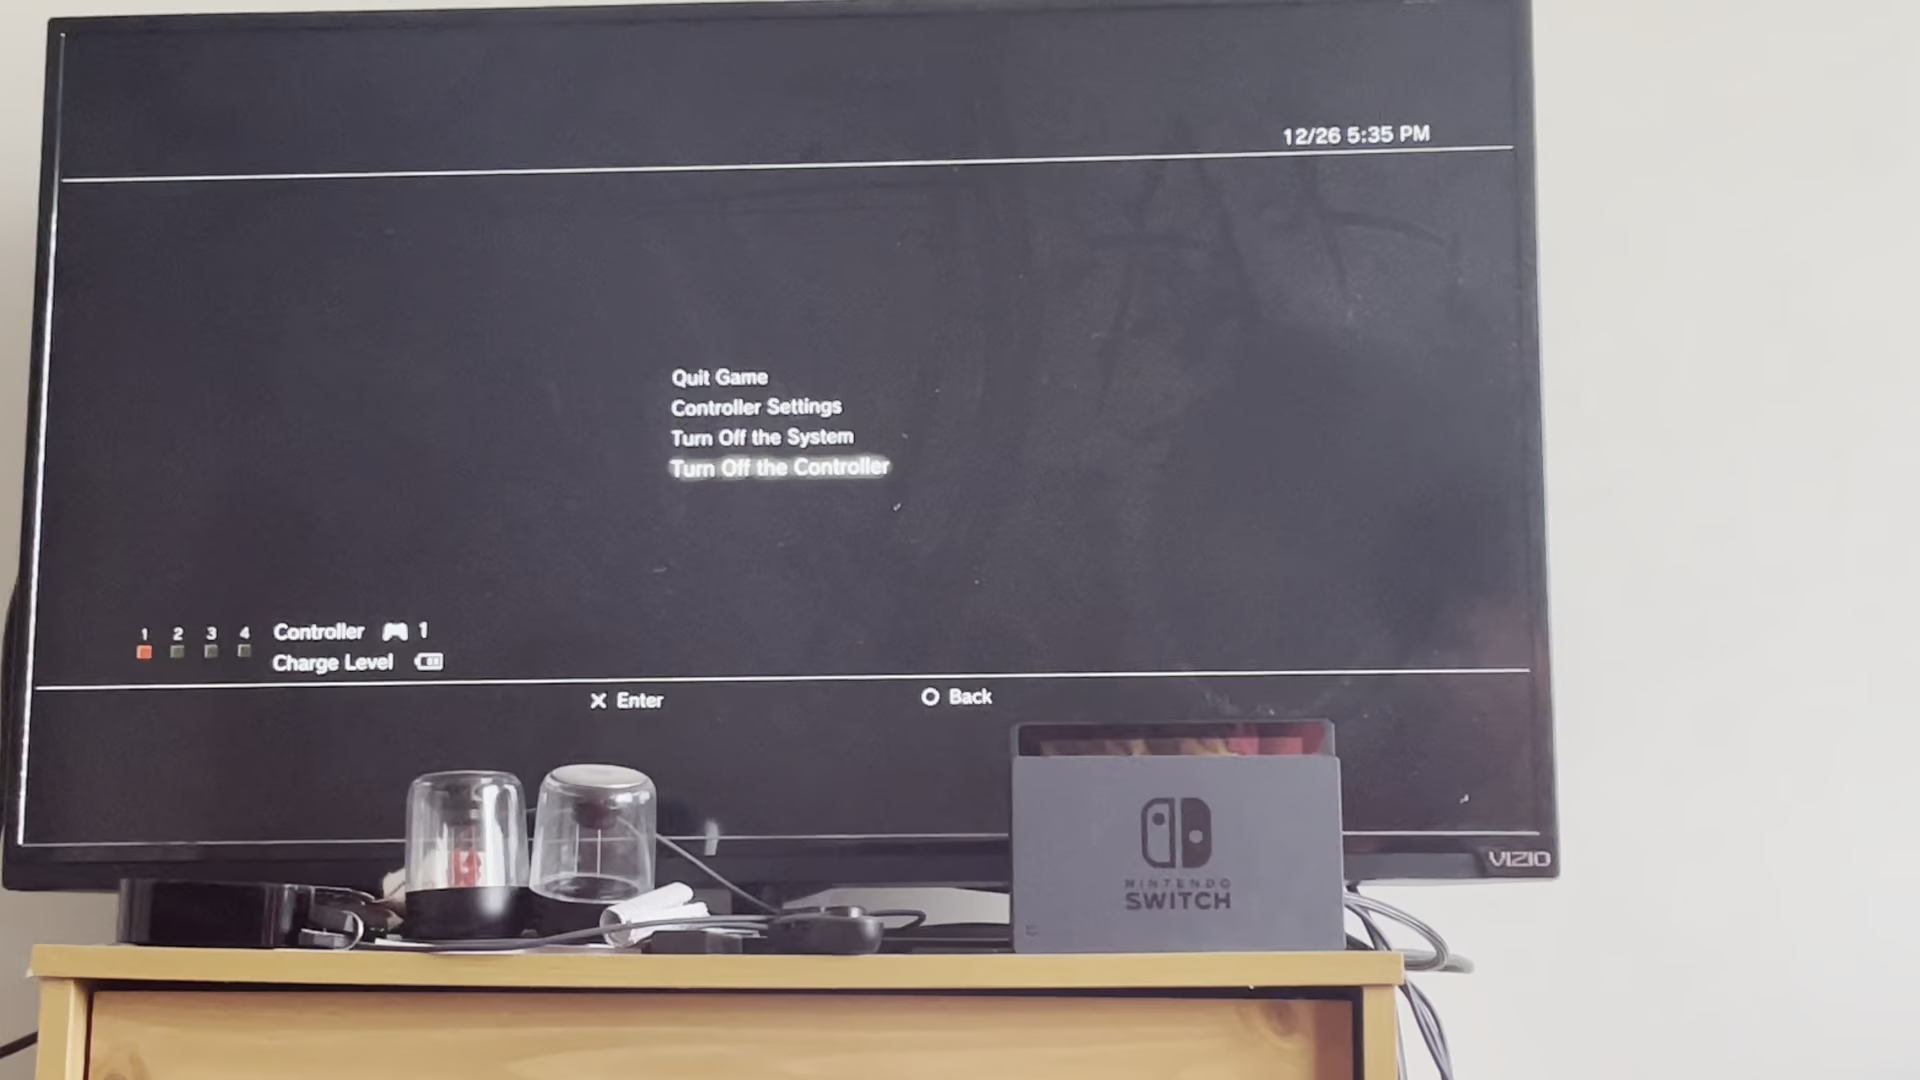 12/26 5:35 PM
Quit Game
Controller Settings
Turn Off the System
Turn Off the Controller
1 2 3 4 Controller 1
Charge Level
X Enter
O Back
VIZIO
NINTENDO
SWITCH